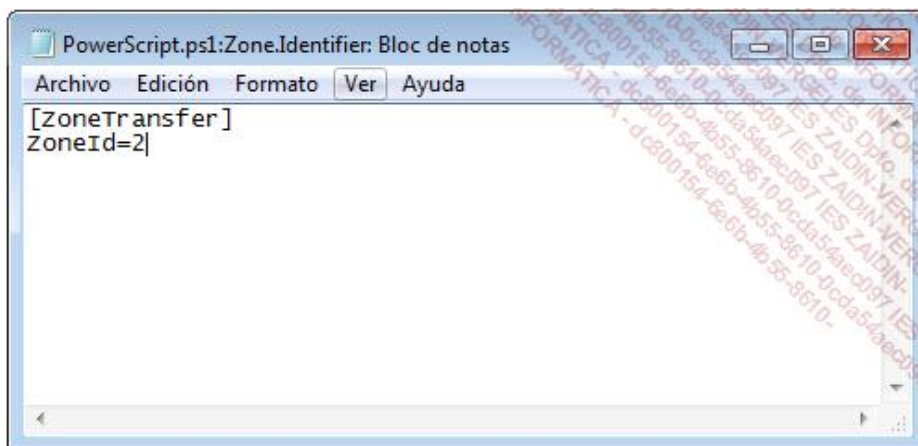 PowerScript.ps1:Zone.Identifier: Bloc de notas
Archivo Edición Formato Ver Ayuda
[ZoneTransfer]
ZoneId=2